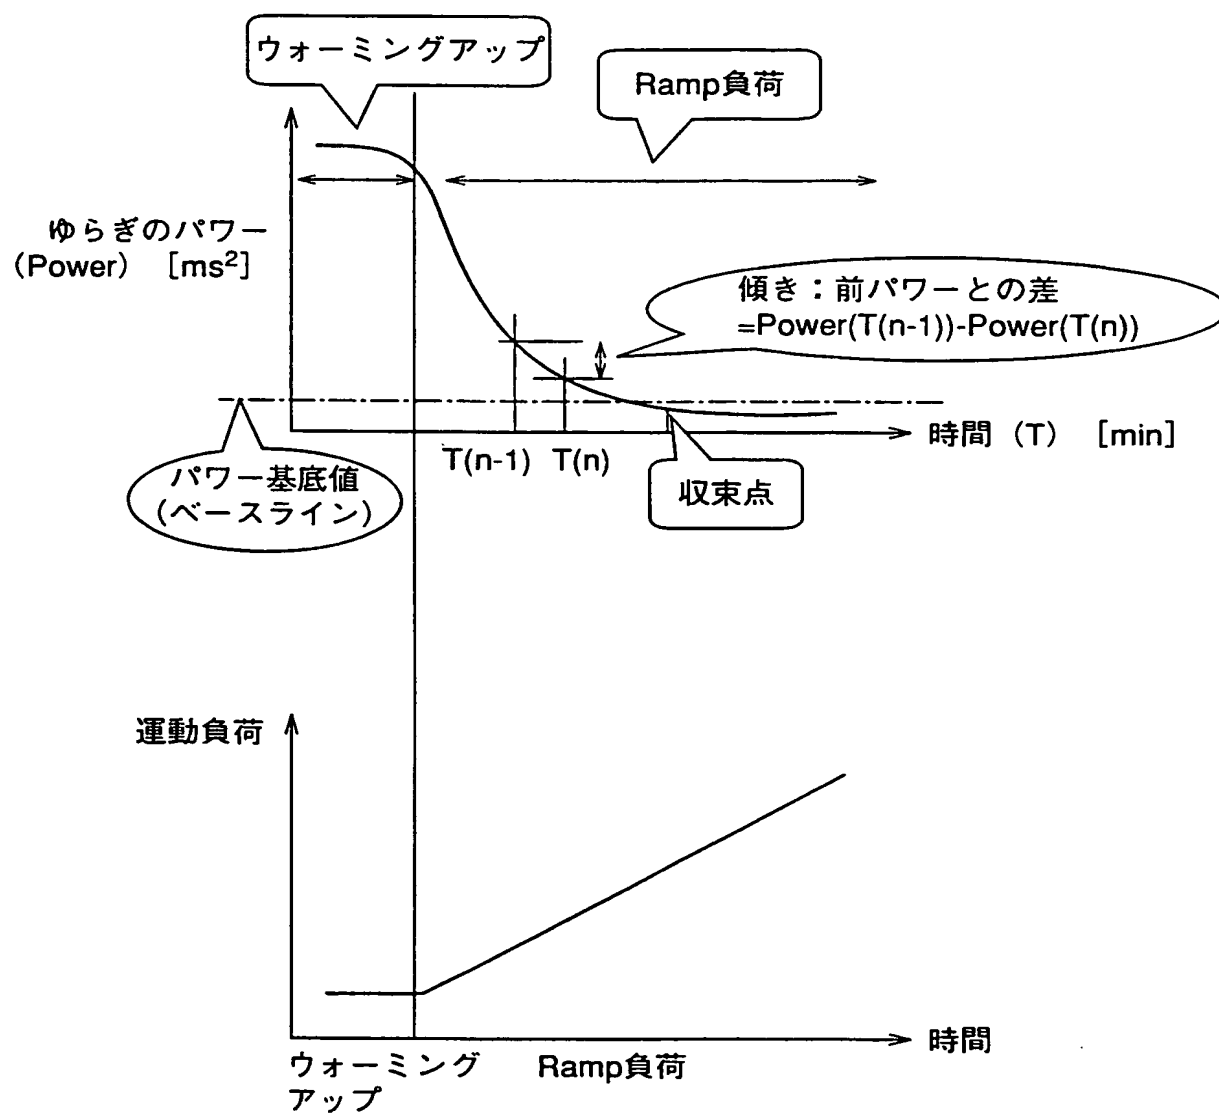 ウォーミングアップ
Ramp負荷
ゆらぎのパワー
（Power） ［ms²］
傾き：前パワーとの差
=Power(T(n-1))-Power(T(n))
時間（T） ［min］
T(n-1) T(n)
パワー基底値
（ベースライン）
収束点
運動負荷
時間
ウォーミング
アップ
Ramp負荷